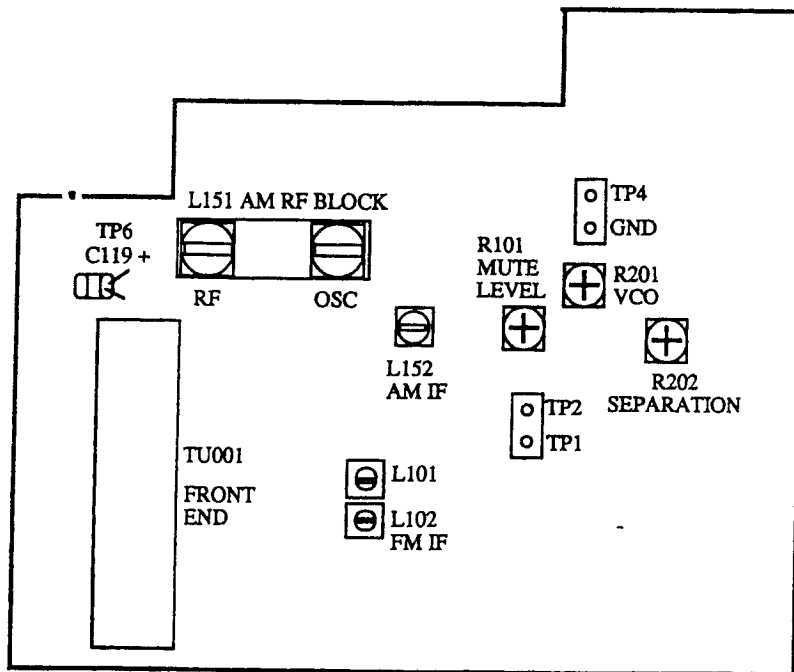 L151 AM RF BLOCK
TP6
C119 +
RF
OSC
TP4
GND
R101
MUTE
LEVEL
R201
VCO
L152
AM IF
R202
SEPARATION
TP2
TP1
TU001
FRONT
END
L101
L102
FM IF